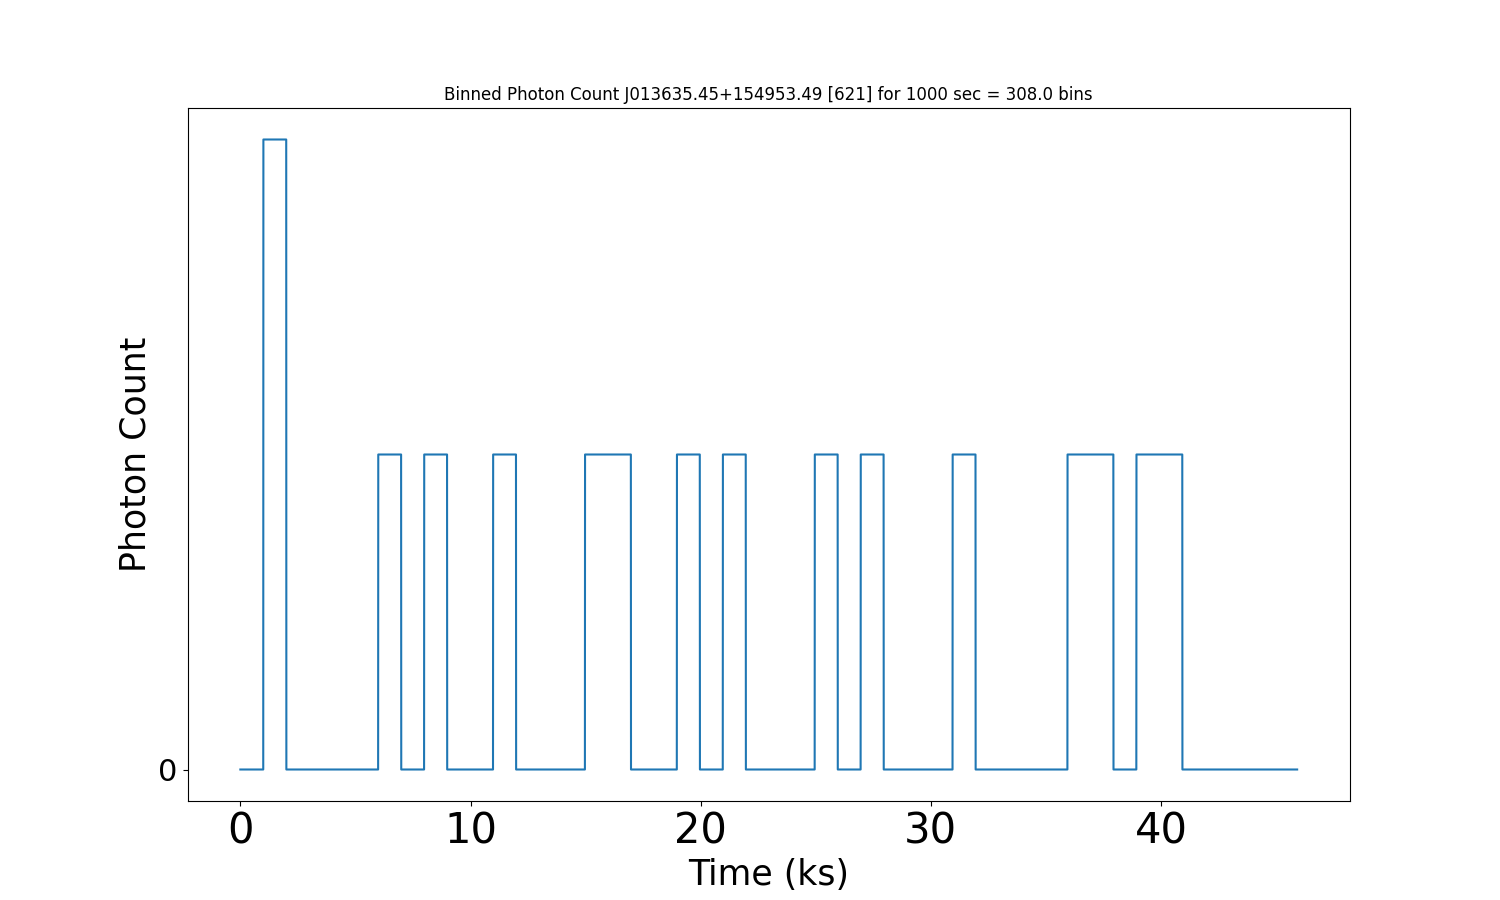 Binned Photon Count J013635.45+154953.49 [621] for 1000 sec = 308.0 bins
Photon Count
0
0 10 20 30 40
Time (ks)